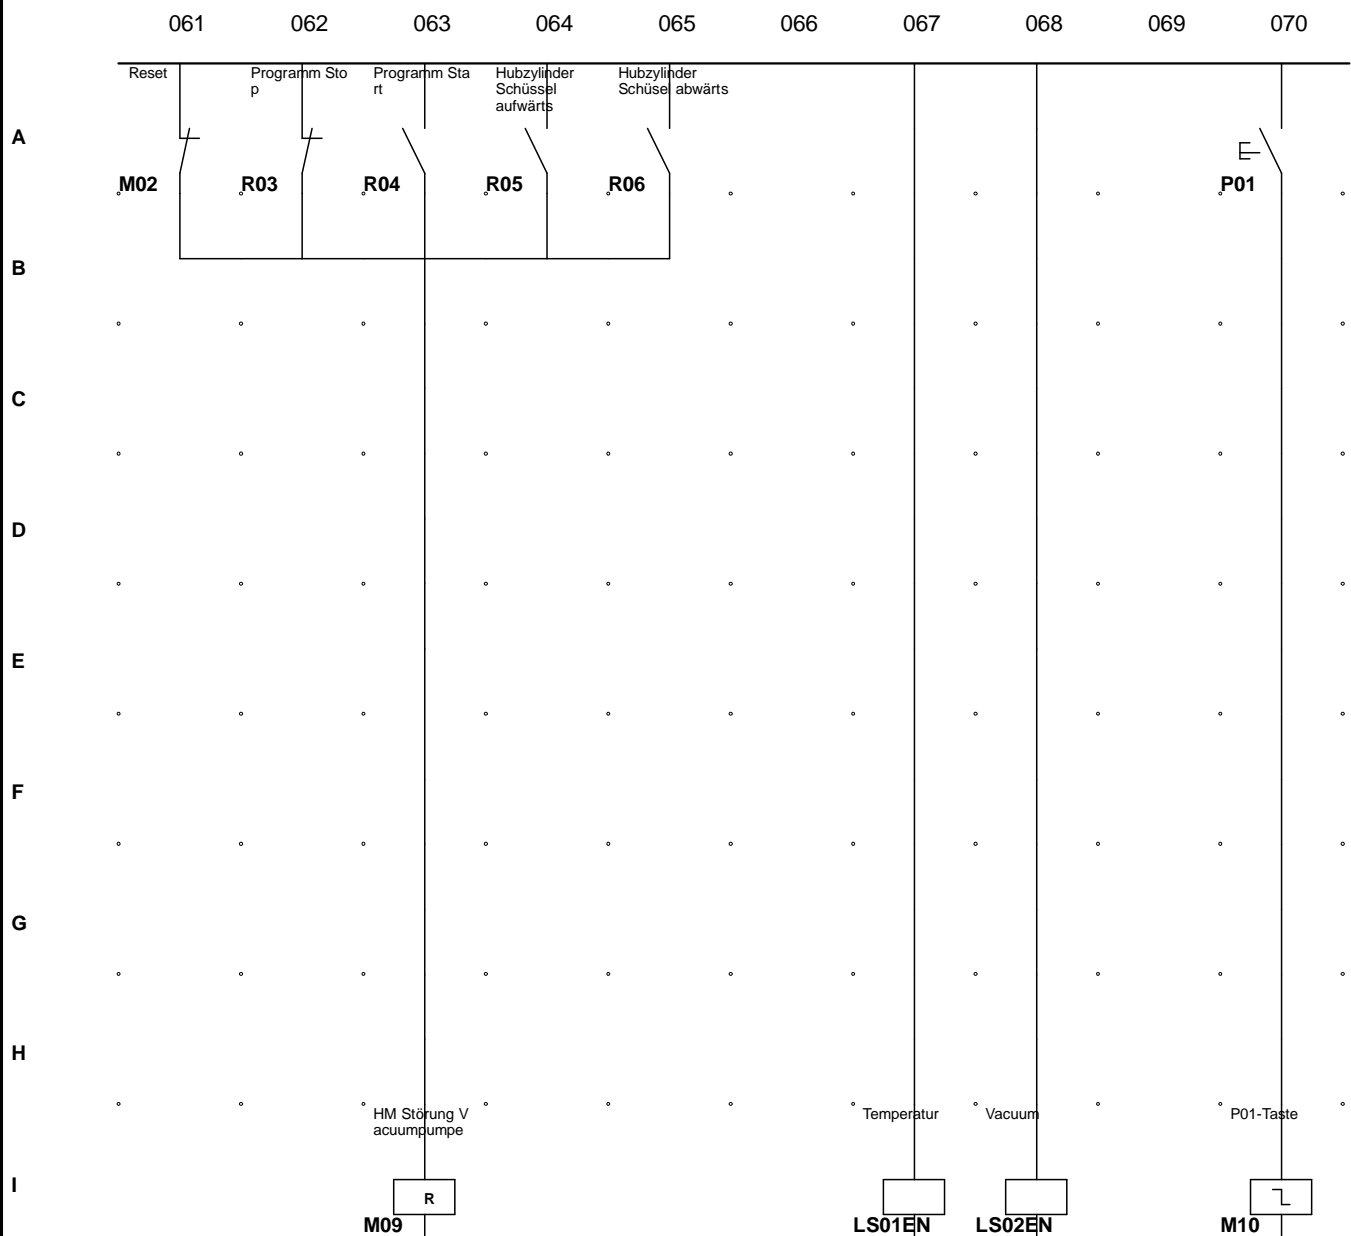 061 062 063 064 065 066 067 068 069 070
Reset Programm Sto Programm Sta Hubzylinder Hubzylinder
p rt Schüssel Schüsel abwärts
aufwärts
A
M02 R03 R04 R05 R06 P01
B
C
D
E
F
G
H
HM Störung V Temperatur Vacuum P01-Taste
acuumpumpe
I
R
M09 LS01EN LS02EN M10